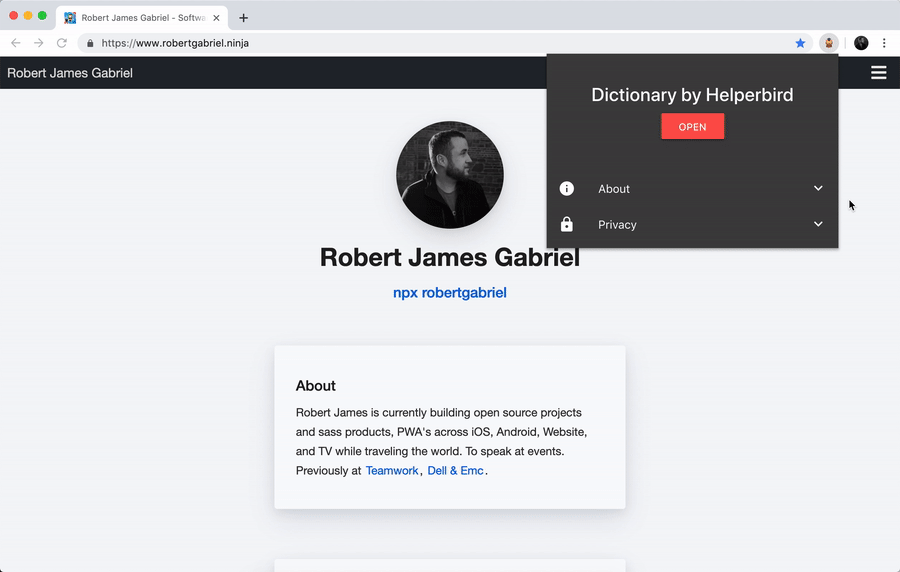 Robert James Gabriel - Softwa
https://www.robertgabriel.ninja
Robert James Gabriel
Dictionary by Helperbird
OPEN
About
Privacy
Robert James Gabriel
npx robertgabriel
About
Robert James is currently building open source projects
and sass products, PWA's across iOS, Android, Website,
and TV while traveling the world. To speak at events.
Previously at Teamwork, Dell & Emc.